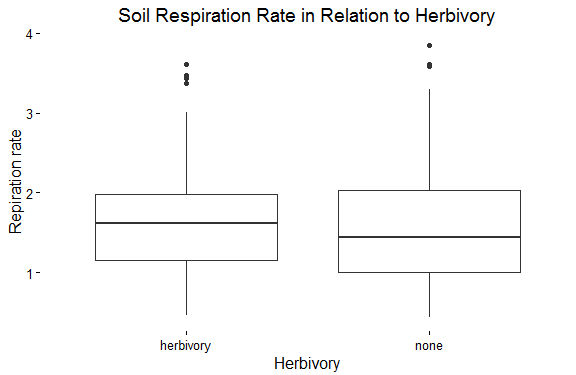 Soil Respiration Rate in Relation to Herbivory
4
3
2
1
Repiration rate
herbivory
none
Herbivory